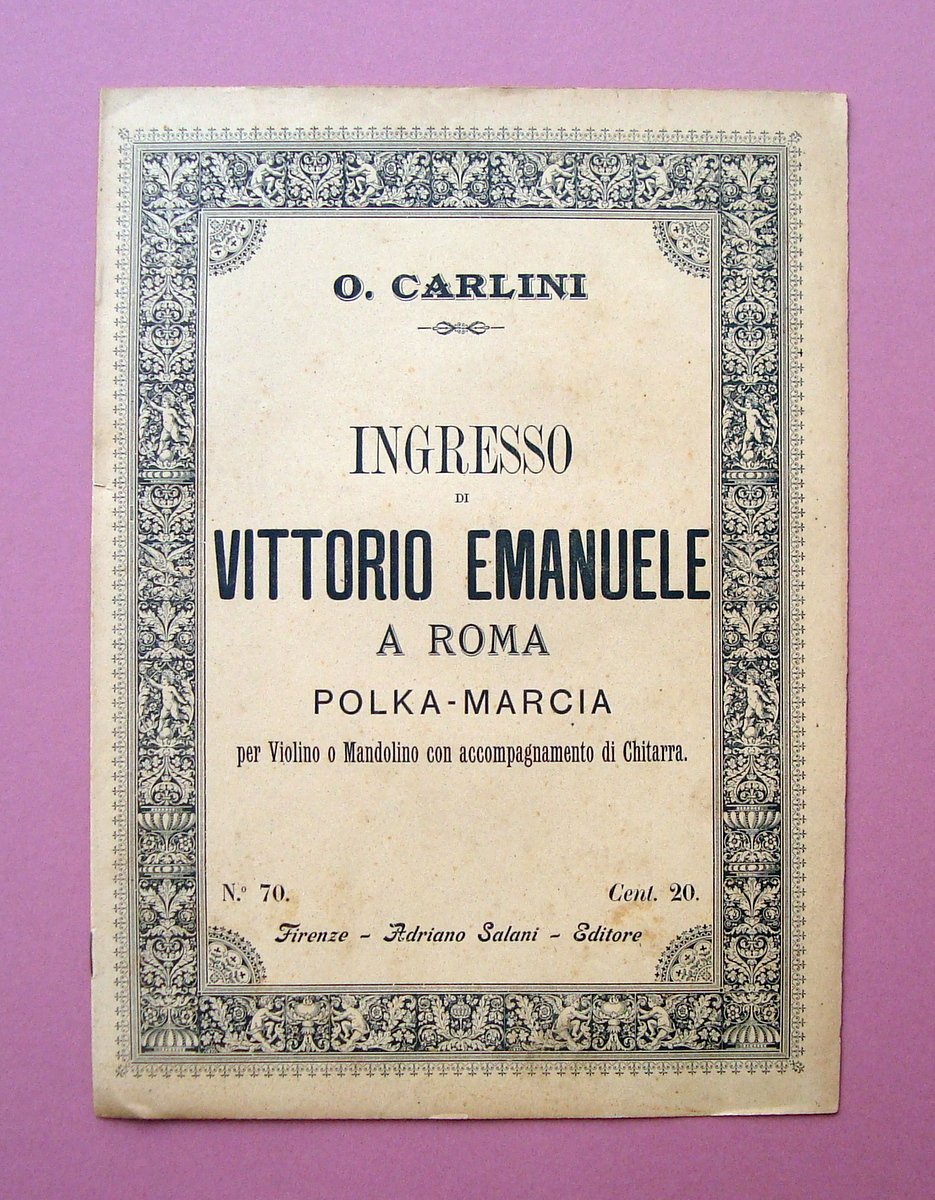 O. CARLINI
INGRESSO
DI
VITTORIO EMANUELE
A ROMA
POLKA-MARCIA
per Violino o Mandolino con accompagnamento di Chitarra.
N.º 70. Cent. 20.
Firenze - Adriano Salani - Editore